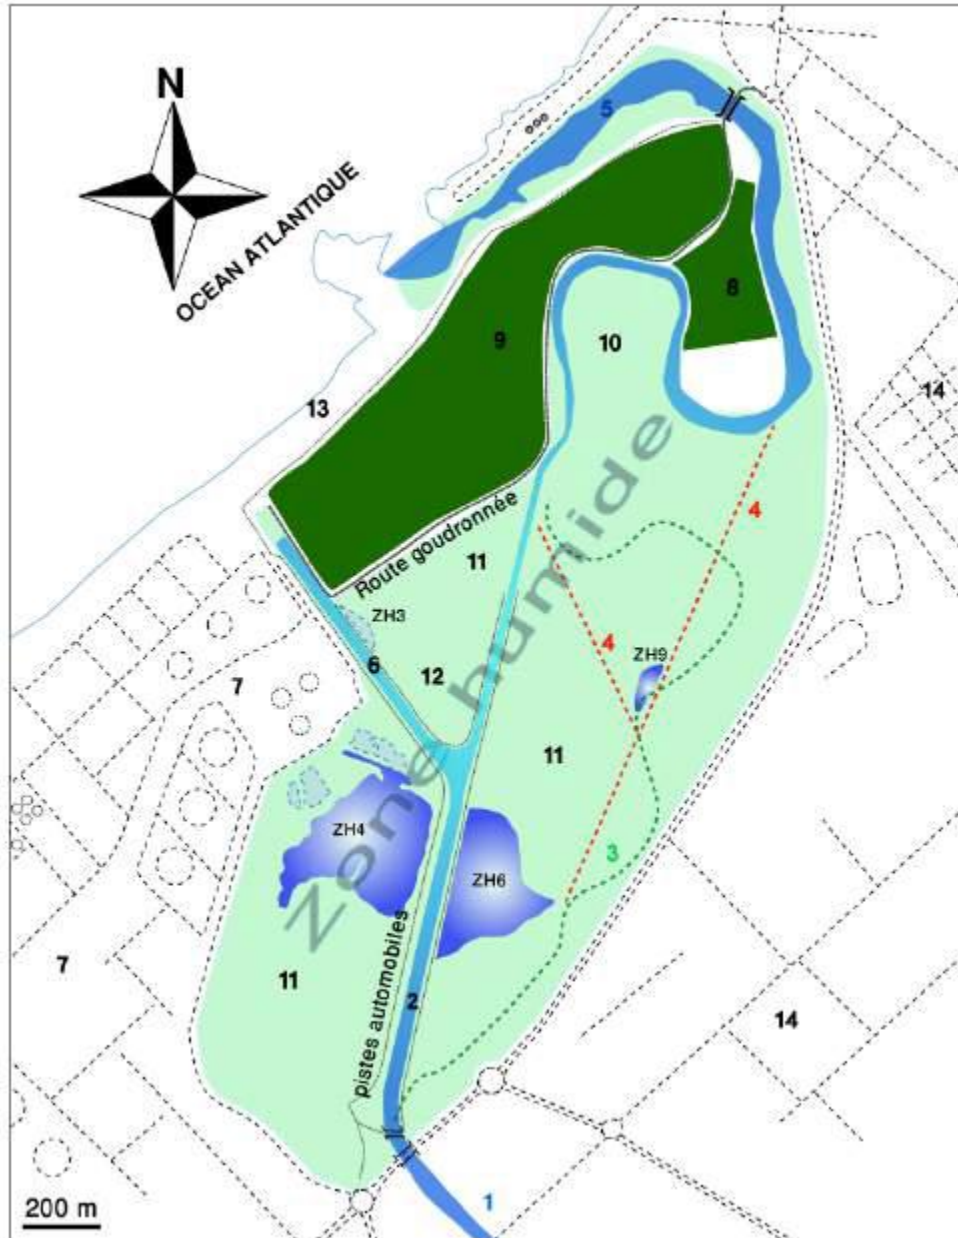 N
OCEAN ATLANTIQUE
5
8
9
10
13
14
4
Route goudronnée
11
ZH3
4
ZH9
6
12
7
11
Zone humide
ZH4
3
ZH6
7
11
pistes automobiles
2
14
1
200 m